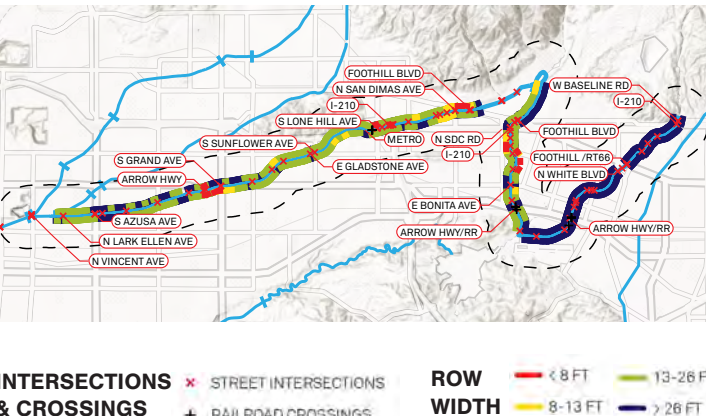 FOOTHILL BLVD
N SAN DIMAS AVE
I-210
S LONE HILL AVE
S SUNFLOWER AVE
S GRAND AVE
ARROW HWY
METRO
E GLADSTONE AVE
S AZUSA AVE
N LARK ELLEN AVE
N VINCENT AVE
N SDC RD
I-210
FOOTHILL BLVD
E BONITA AVE
ARROW HWY/RR
W BASELINE RD
I-210
FOOTHILL /RT66
N WHITE BLVD
ARROW HWY/RR
INTERSECTIONS
& CROSSINGS
STREET INTERSECTIONS
RAILROAD CROSSINGS
ROW
WIDTH
< 8 FT
13-26 F
8-13 FT
> 26 FT